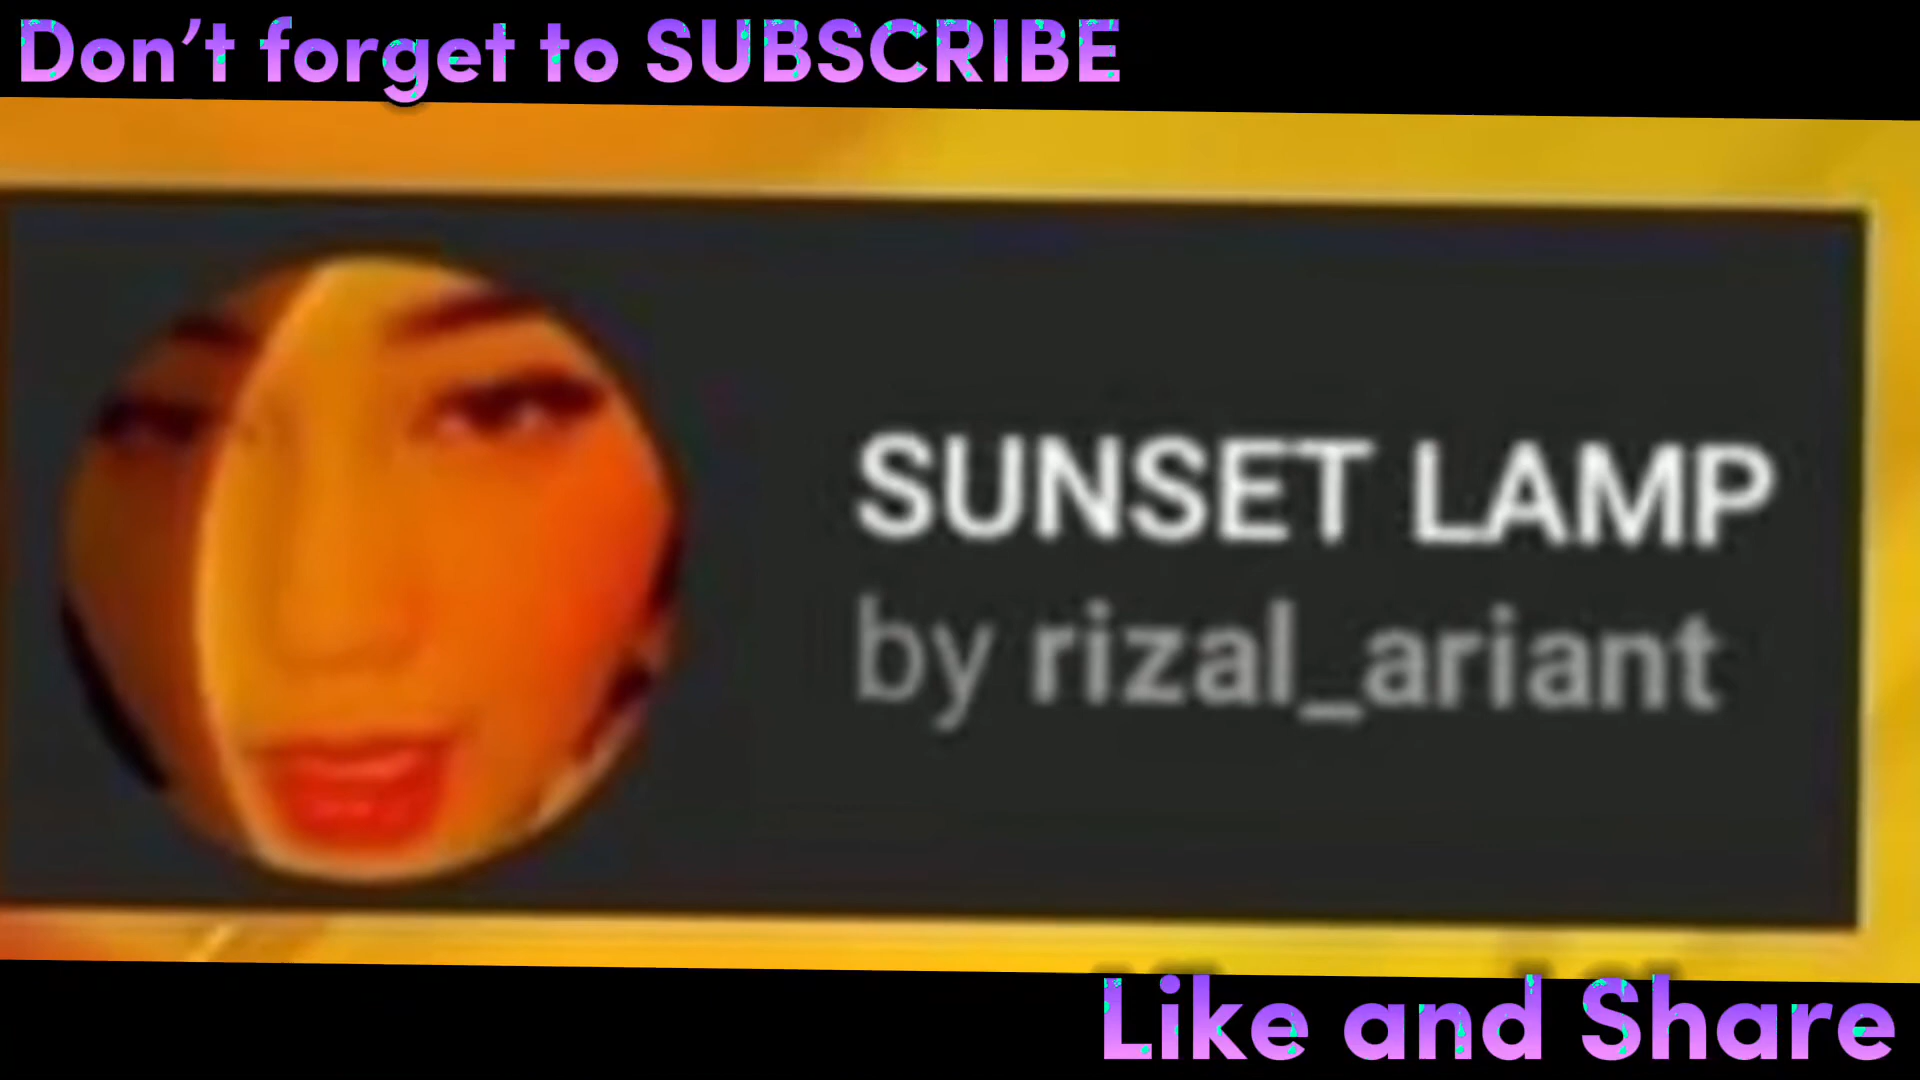 Don't forget to SUBSCRIBE
SUNSET LAMP
by rizal_ariant
Like and Share